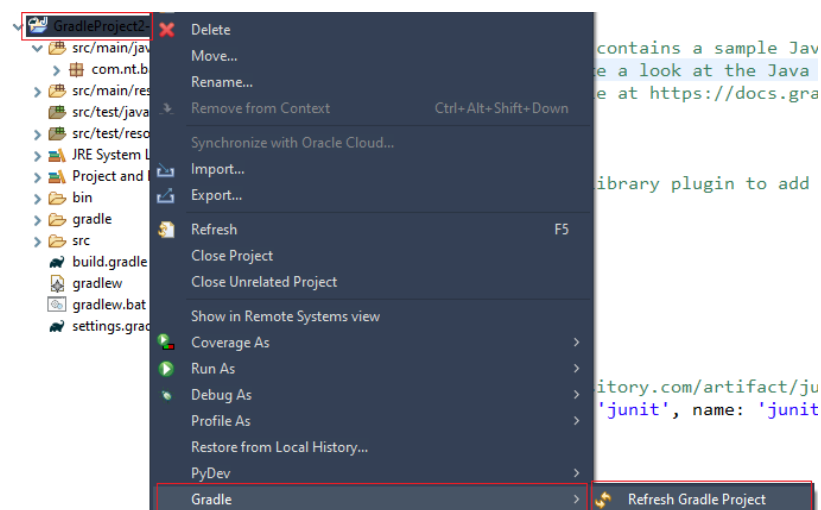 GradleProject2-
src/main/jav
com.nt.b
src/main/res
src/test/java
src/test/reso
JRE System L
Project and
bin
gradle
src
build.gradle
gradlew
gradlew.bat
settings.grad
Delete
Move...
Rename...
Remove from Context Ctrl+Alt+Shift+Down
Synchronize with Oracle Cloud...
Import...
Export...
Refresh F5
Close Project
Close Unrelated Project
Show in Remote Systems view
Coverage As
Run As
Debug As
Profile As
Restore from Local History...
PyDev
Gradle
Refresh Gradle Project
contains a sample Jav
e a look at the Java
e at https://docs.gra
ibrary plugin to add
itory.com/artifact/ju
'junit', name: 'junit